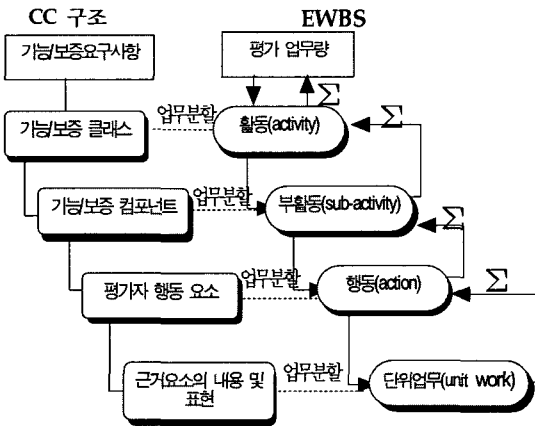 CC 구조
EWBS
기능/보증요구사항
평가 업무량
Σ
업무분할
Σ
기능/보증 클래스
활동(activity)
업무분할
기능/보증 컴포넌트
부활동(sub-activity)
Σ
업무분할
Σ
평가자 행동 요소
행동(action)
업무분할
근거요소의 내용 및
표현
단위업무(unit work)